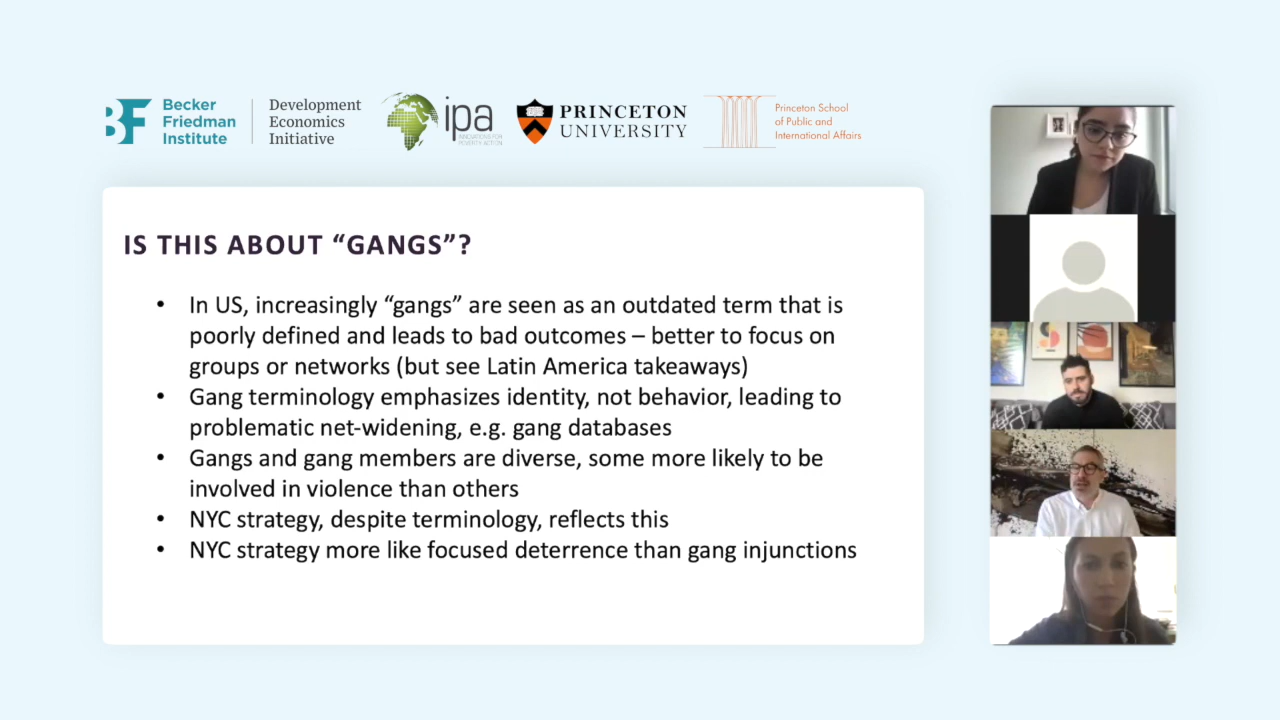 Becker
Friedman
Institute
Development
Economics
Initiative
ipa
INNOVATIONS FOR
POVERTY ACTION
PRINCETON
UNIVERSITY
Princeton School
of Public and
International Affairs
IS THIS ABOUT “GANGS”?
• In US, increasingly “gangs” are seen as an outdated term that is
poorly defined and leads to bad outcomes – better to focus on
groups or networks (but see Latin America takeaways)
• Gang terminology emphasizes identity, not behavior, leading to
problematic net-widening, e.g. gang databases
• Gangs and gang members are diverse, some more likely to be
involved in violence than others
• NYC strategy, despite terminology, reflects this
• NYC strategy more like focused deterrence than gang injunctions